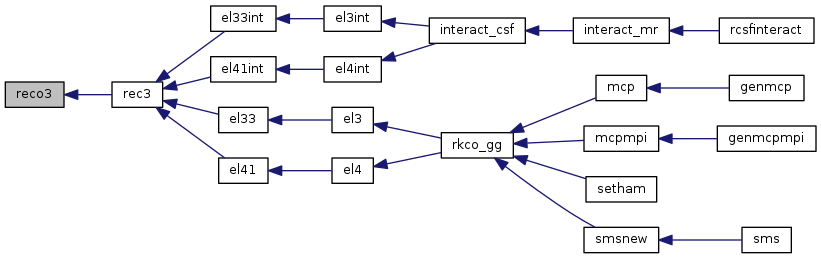 reco3
rec3
el33int
el3int
interact_csf
interact_mr
rcsfinteract
el41int
el4int
el33
el3
rkco_gg
mcp
genmcp
mcpmpi
genmcpmpi
setham
el41
el4
smsnew
sms